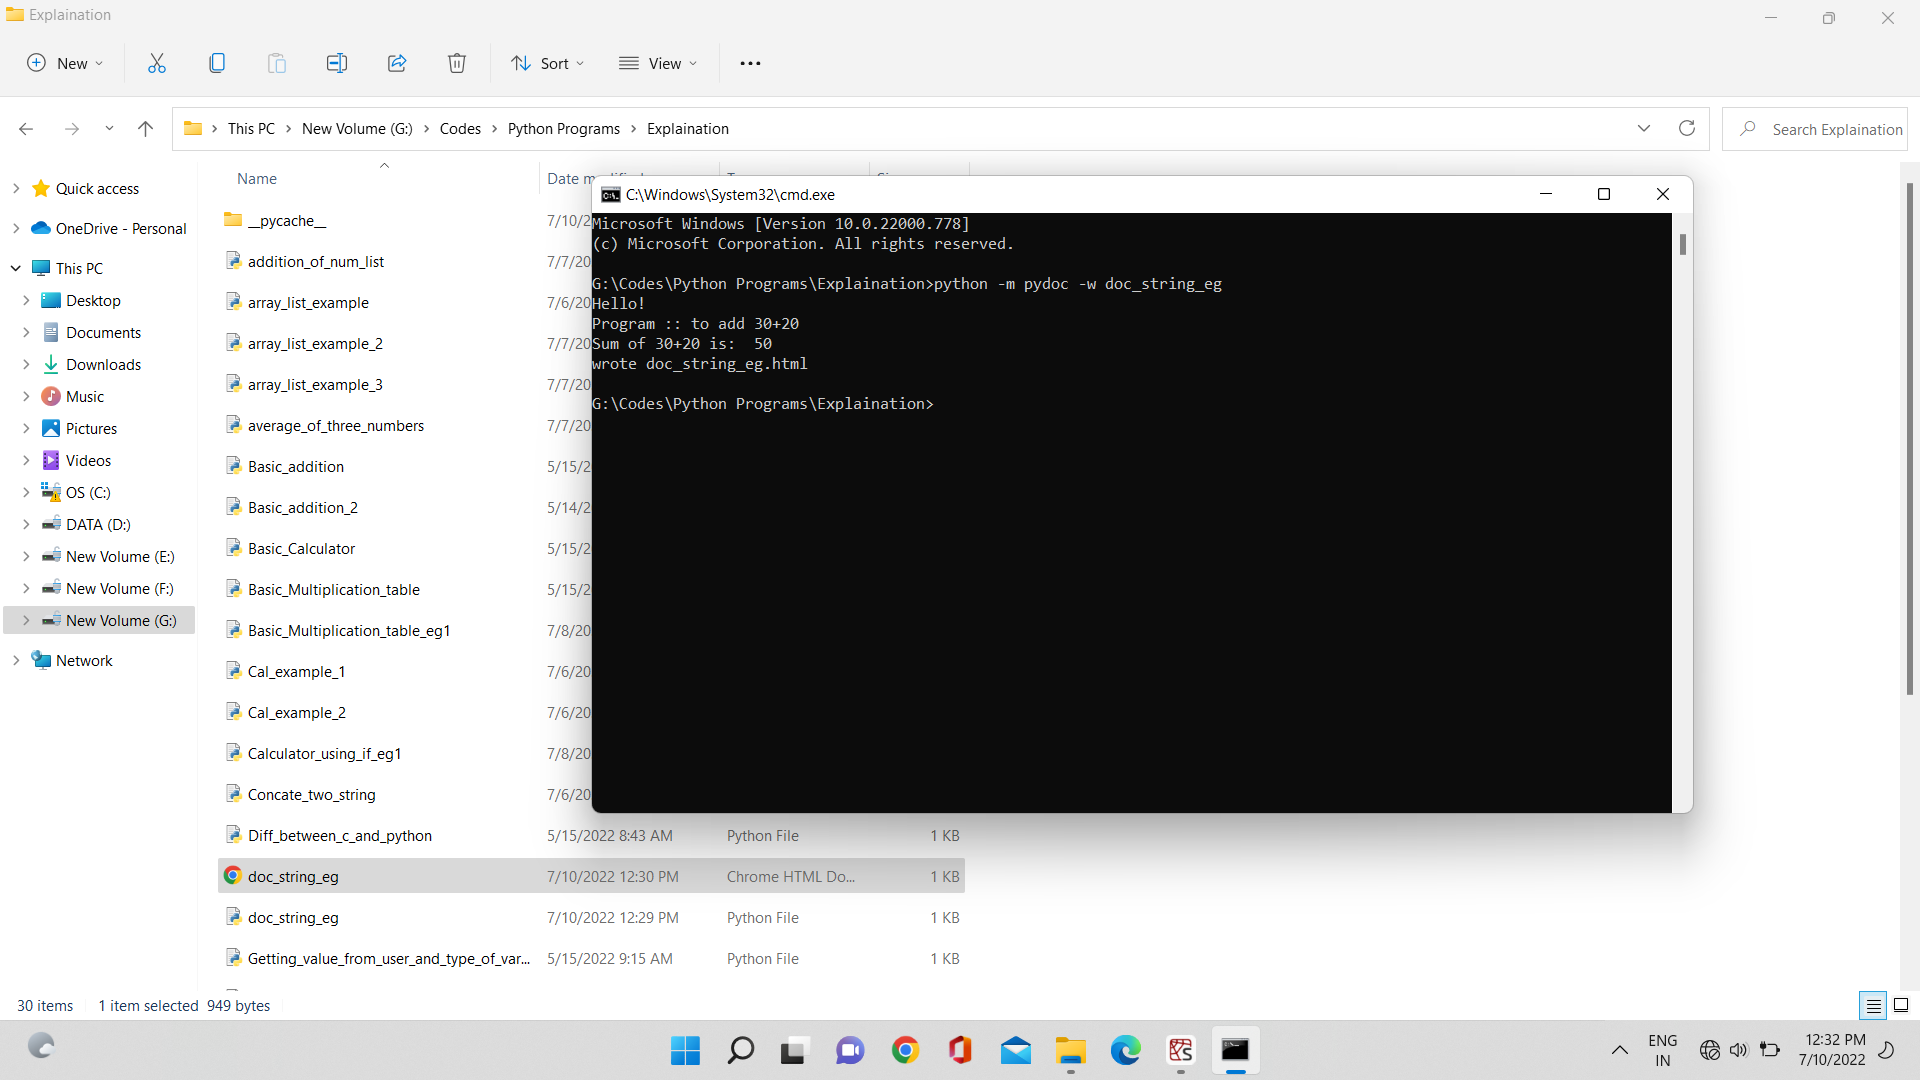 Explaination
New
Sort
View
This PC
New Volume (G:)
Codes
Python Programs
Explaination
Search Explaination
Quick access
OneDrive - Personal
This PC
Desktop
Documents
Downloads
Music
Pictures
Videos
OS (C:)
DATA (D:)
New Volume (E:)
New Volume (F:)
New Volume (G:)
Network
Name
Date
__pycache__ 7/10/2
addition_of_num_list 7/7/20
array_list_example 7/6/20
array_list_example_2 7/7/20
array_list_example_3 7/7/20
average_of_three_numbers 7/7/20
Basic_addition 5/15/2
Basic_addition_2 5/14/2
Basic_Calculator 5/15/2
Basic_Multiplication_table 5/15/2
Basic_Multiplication_table_eg1 7/8/20
Cal_example_1 7/6/20
Cal_example_2 7/6/20
Calculator_using_if_eg1 7/8/20
Concate_two_string 7/6/20
Diff_between_c_and_python 5/15/2022 8:43 AM Python File 1 KB
doc_string_eg 7/10/2022 12:30 PM Chrome HTML Do... 1 KB
doc_string_eg 7/10/2022 12:29 PM Python File 1 KB
Getting_value_from_user_and_type_of_var... 5/15/2022 9:15 AM Python File 1 KB
C:\Windows\System32\cmd.exe
Microsoft Windows [Version 10.0.22000.778]
(c) Microsoft Corporation. All rights reserved.
G:\Codes\Python Programs\Explaination>python -m pydoc -w doc_string_eg
Hello!
Program :: to add 30+20
Sum of 30+20 is:  50
wrote doc_string_eg.html
G:\Codes\Python Programs\Explaination>
30 items 1 item selected 949 bytes
ENG
IN
12:32 PM
7/10/2022